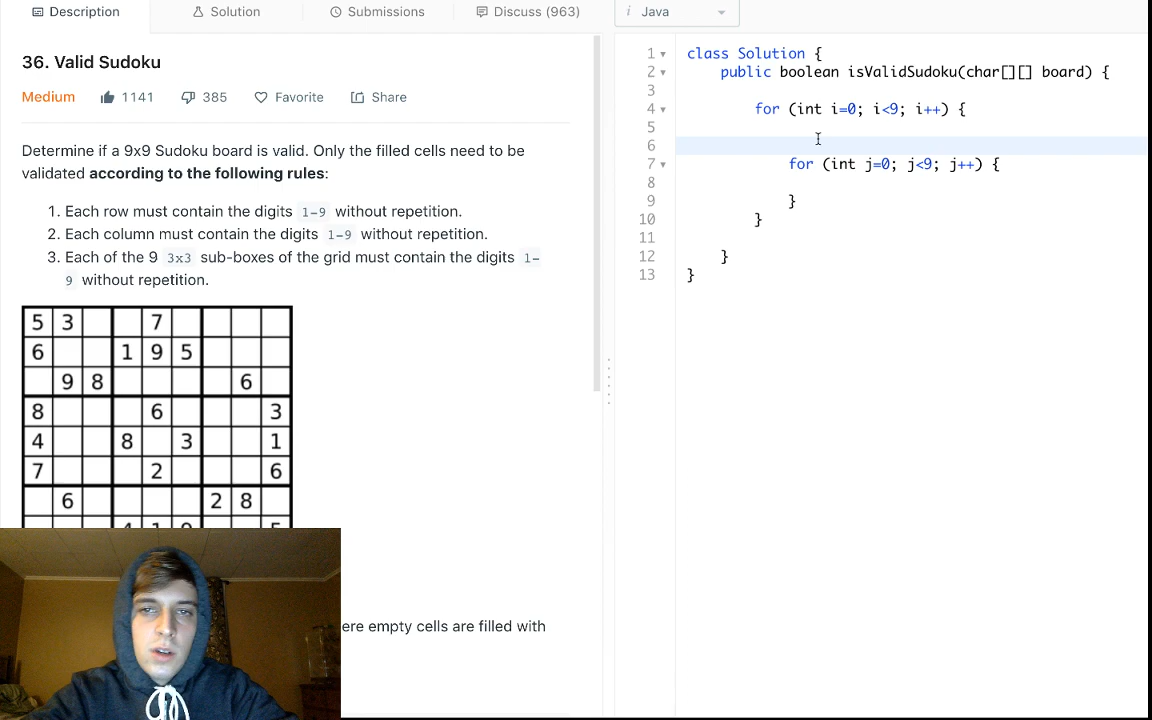 Description
Solution
Submissions
Discuss (963)
i Java
36. Valid Sudoku
Medium 1141 385 Favorite Share
Determine if a 9x9 Sudoku board is valid. Only the filled cells need to be
validated according to the following rules:
1. Each row must contain the digits 1-9 without repetition.
2. Each column must contain the digits 1-9 without repetition.
3. Each of the 9 3x3 sub-boxes of the grid must contain the digits 1-
9 without repetition.
5 3 7
6 1 9 5
9 8 6
8 6 3
4 8 3 1
7 2 6
6 2 8
4 1 9 5
ere empty cells are filled with
1 class Solution {
2 public boolean isValidSudoku(char[][] board) {
3
4 for (int i=0; i<9; i++) {
5
6
7 for (int j=0; j<9; j++) {
8
9 }
10 }
11
12 }
13 }